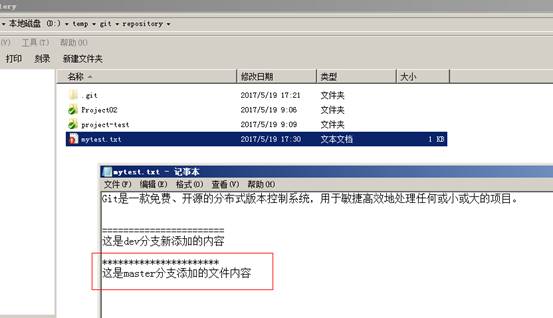 tory
本地磁盘 (D:) ▸ temp ▸ git ▸ repository ▸
(V) 工具(T) 帮助(H)
打印 刻录 新建文件夹
名称 修改日期 类型 大小
.git 2017/5/19 17:21 文件夹
Project02 2017/5/19 9:06 文件夹
project-test 2017/5/19 9:09 文件夹
mytest.txt 2017/5/19 17:30 文本文档 1 KB
mytest.txt - 记事本
文件(F) 编辑(E) 格式(O) 查看(V) 帮助(H)
Git是一款免费、开源的分布式版本控制系统，用于敏捷高效地处理任何或小或大的项目。
=======================
这是dev分支新添加的内容
**********************
这是master分支添加的文件内容